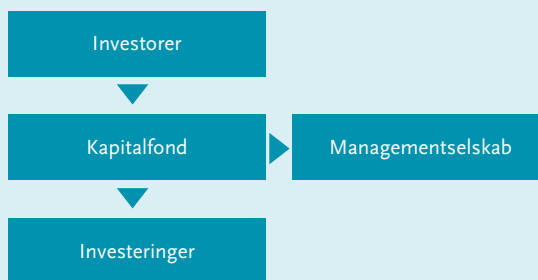 Investorer
Kapitalfond
Managementselskab
Investeringer